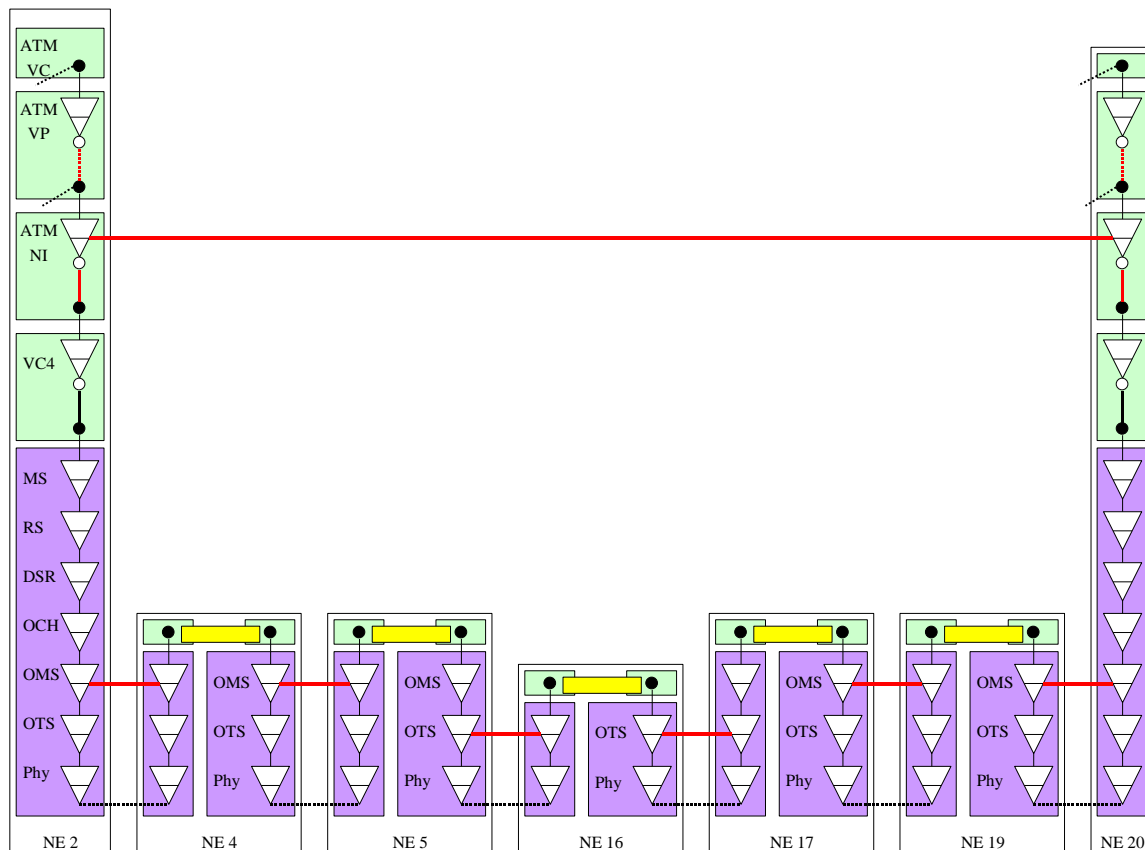 ATM
VC
ATM
VP
ATM
NI
VC4
MS
RS
DSR
OCH
OMS
OTS
Phy
OMS
OTS
Phy
OMS
OTS
Phy
OTS
Phy
OMS
OTS
Phy
OMS
OTS
Phy
NE 2
NE 4
NE 5
NE 16
NE 17
NE 19
NE 20